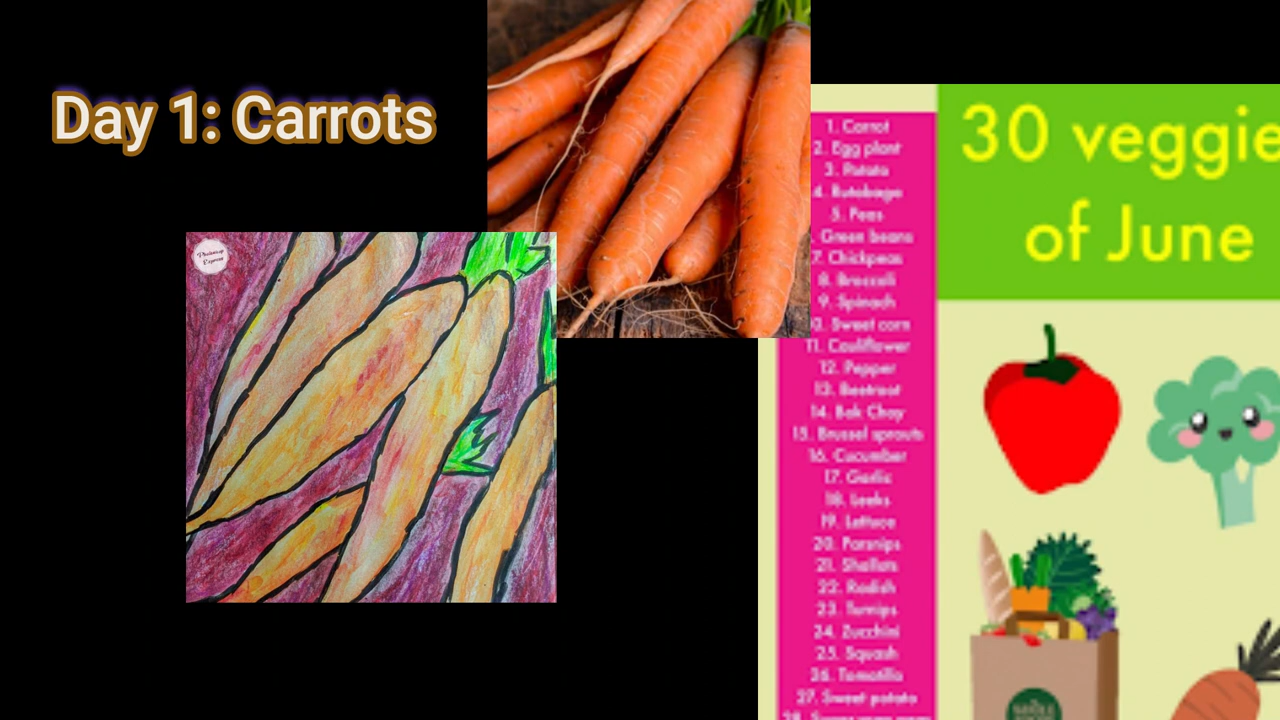 Day 1: Carrots
30 veggie
of June
1. Carrot
2. Egg plant
3. Potato
4. Rutabaga
5. Peas
. Green beans
7. Chickpeas
8. Broccoli
9. Spinach
0. Sweet corn
11. Cauliflower
12. Pepper
13. Beetroot
14. Bok Choy
15. Brussel sprouts
16. Cucumber
17. Garlic
18. Leeks
19. Lettuce
20. Parsnips
21. Shallots
22. Radish
23. Turnips
24. Zucchini
25. Squash
26. Tomatillo
27. Sweet potato